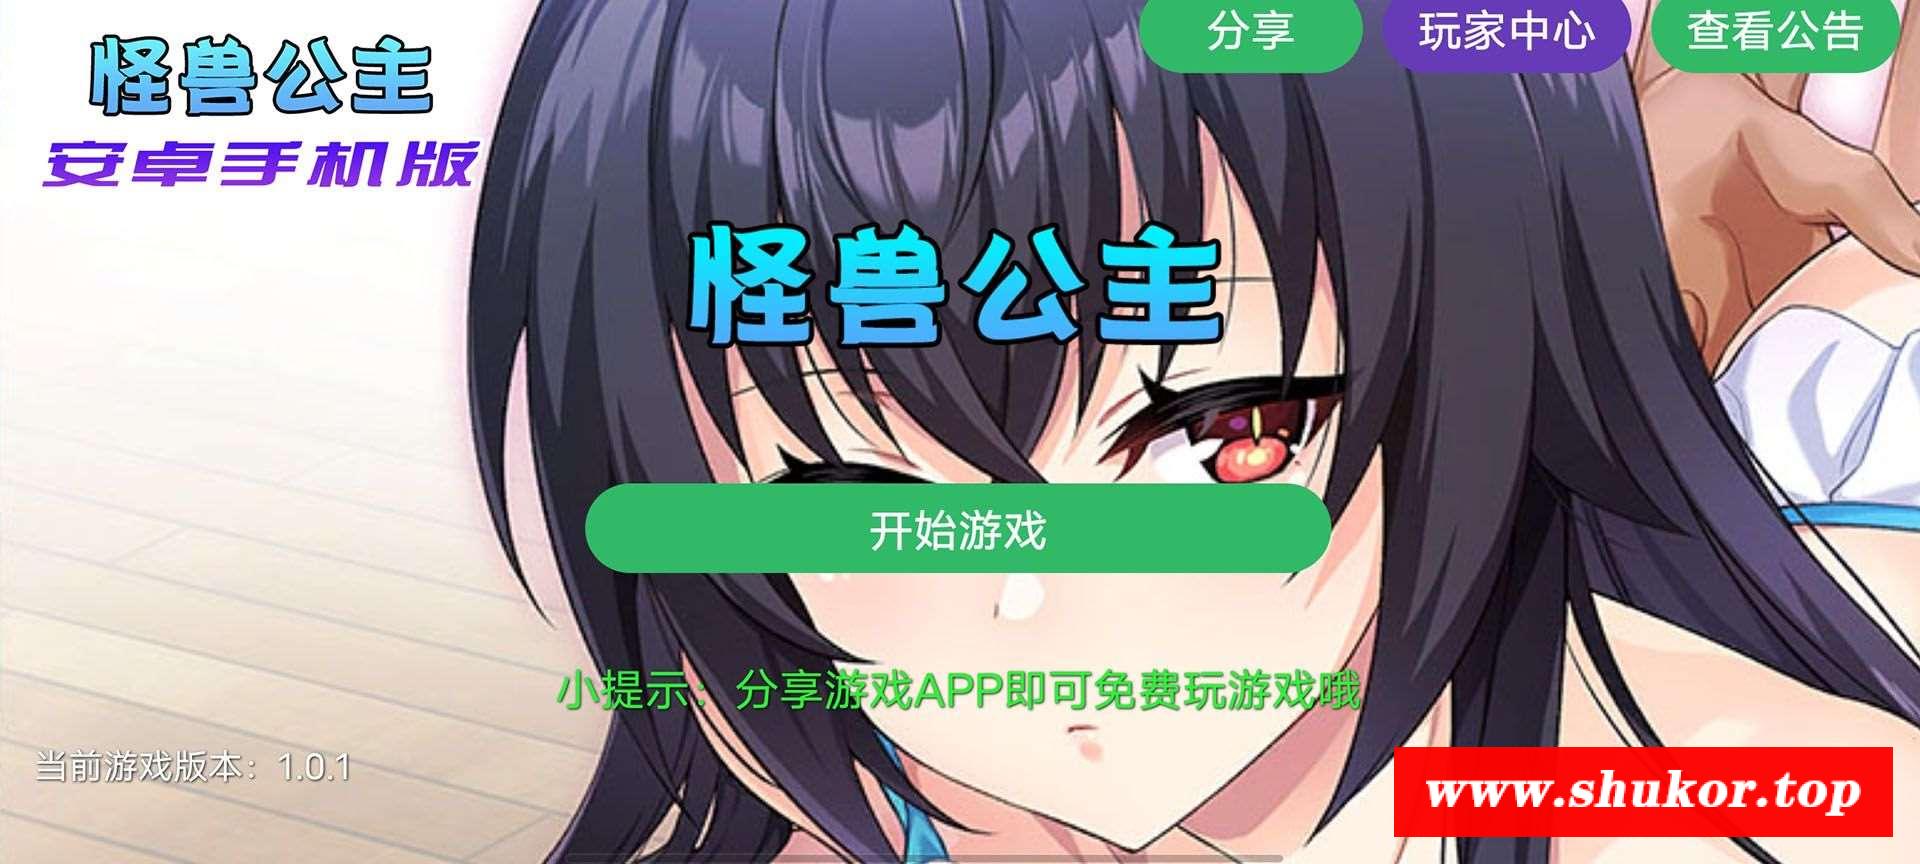 怪兽公主
安卓手机版
分享
玩家中心
查看公告
怪兽公主
开始游戏
小提示：分享游戏APP即可免费玩游戏哦
当前游戏版本：1.0.1
www.shukor.top